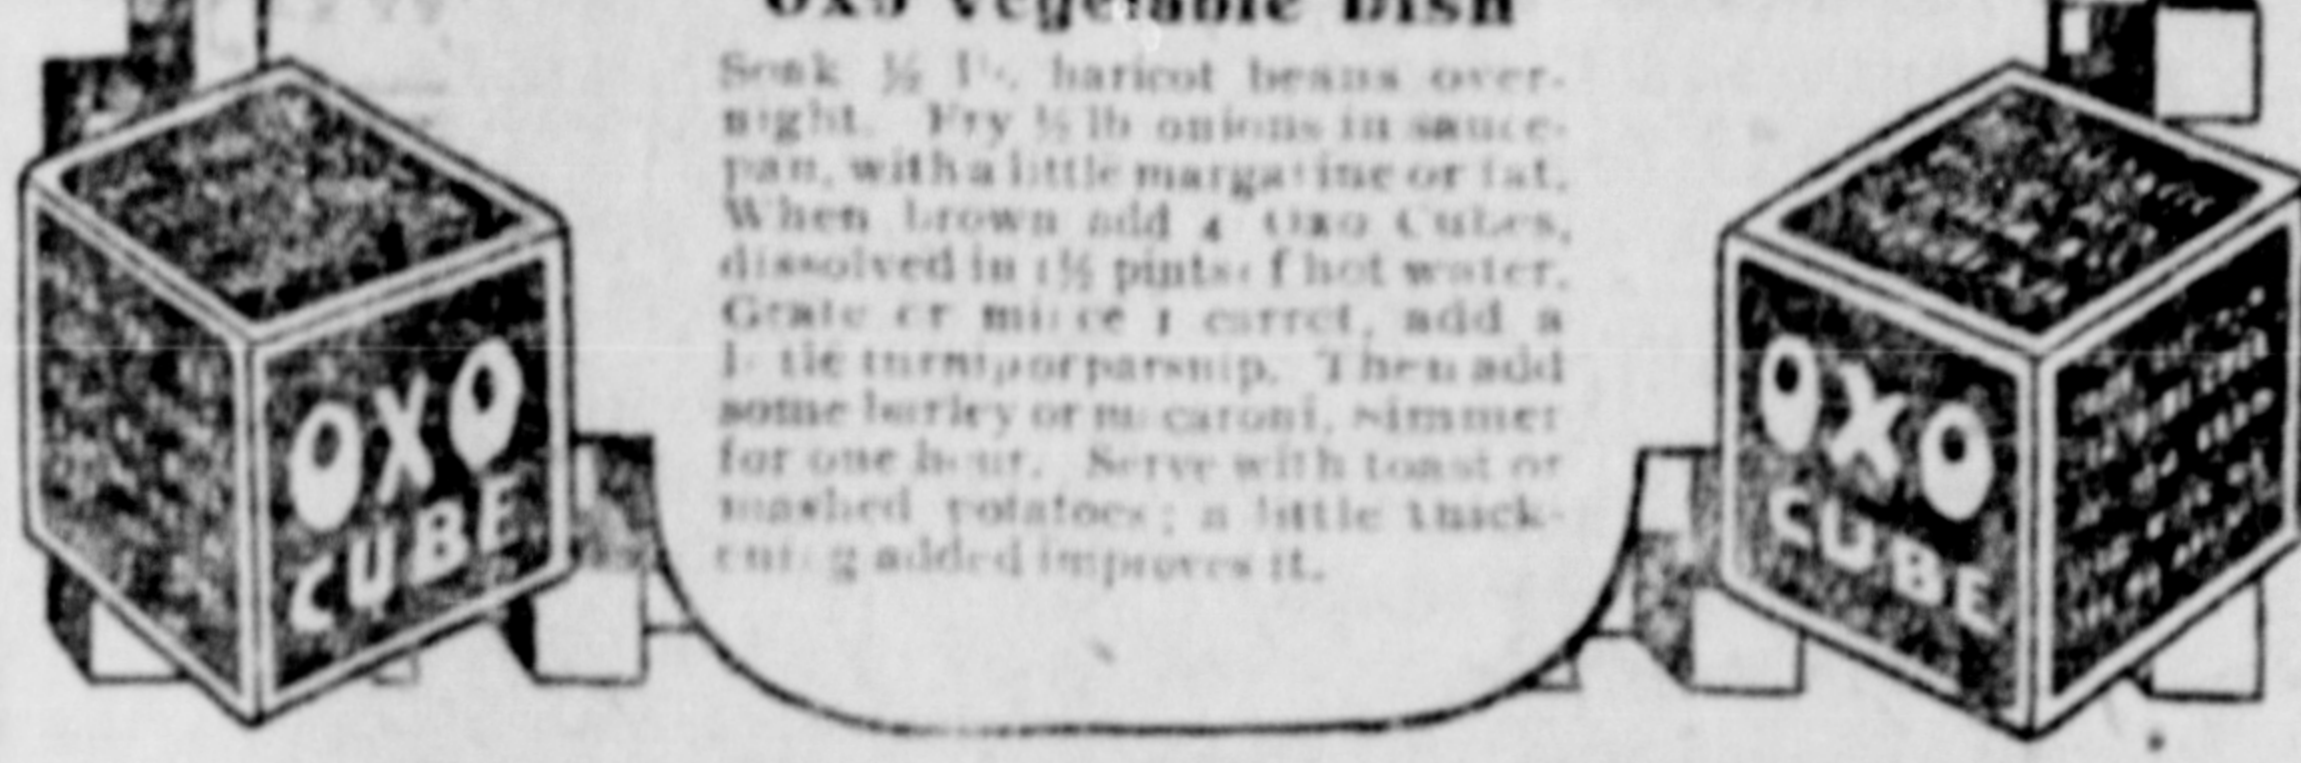 Oxo Vegetable Dish
Soak ½ lb. haricot beans over-
night. Fry ½ lb onions in sauce-
pan, with a little margarine or fat.
When brown add 4 Oxo Cubes,
dissolved in 1½ pints of hot water.
Grate or mince 1 carrot, add a
little turnip or parsnip. Then add
some barley or macaroni, simmer
for one hour. Serve with toast or
mashed potatoes; a little thick-
ening added improves it.
OXO
CUBE
OXO
CUBE